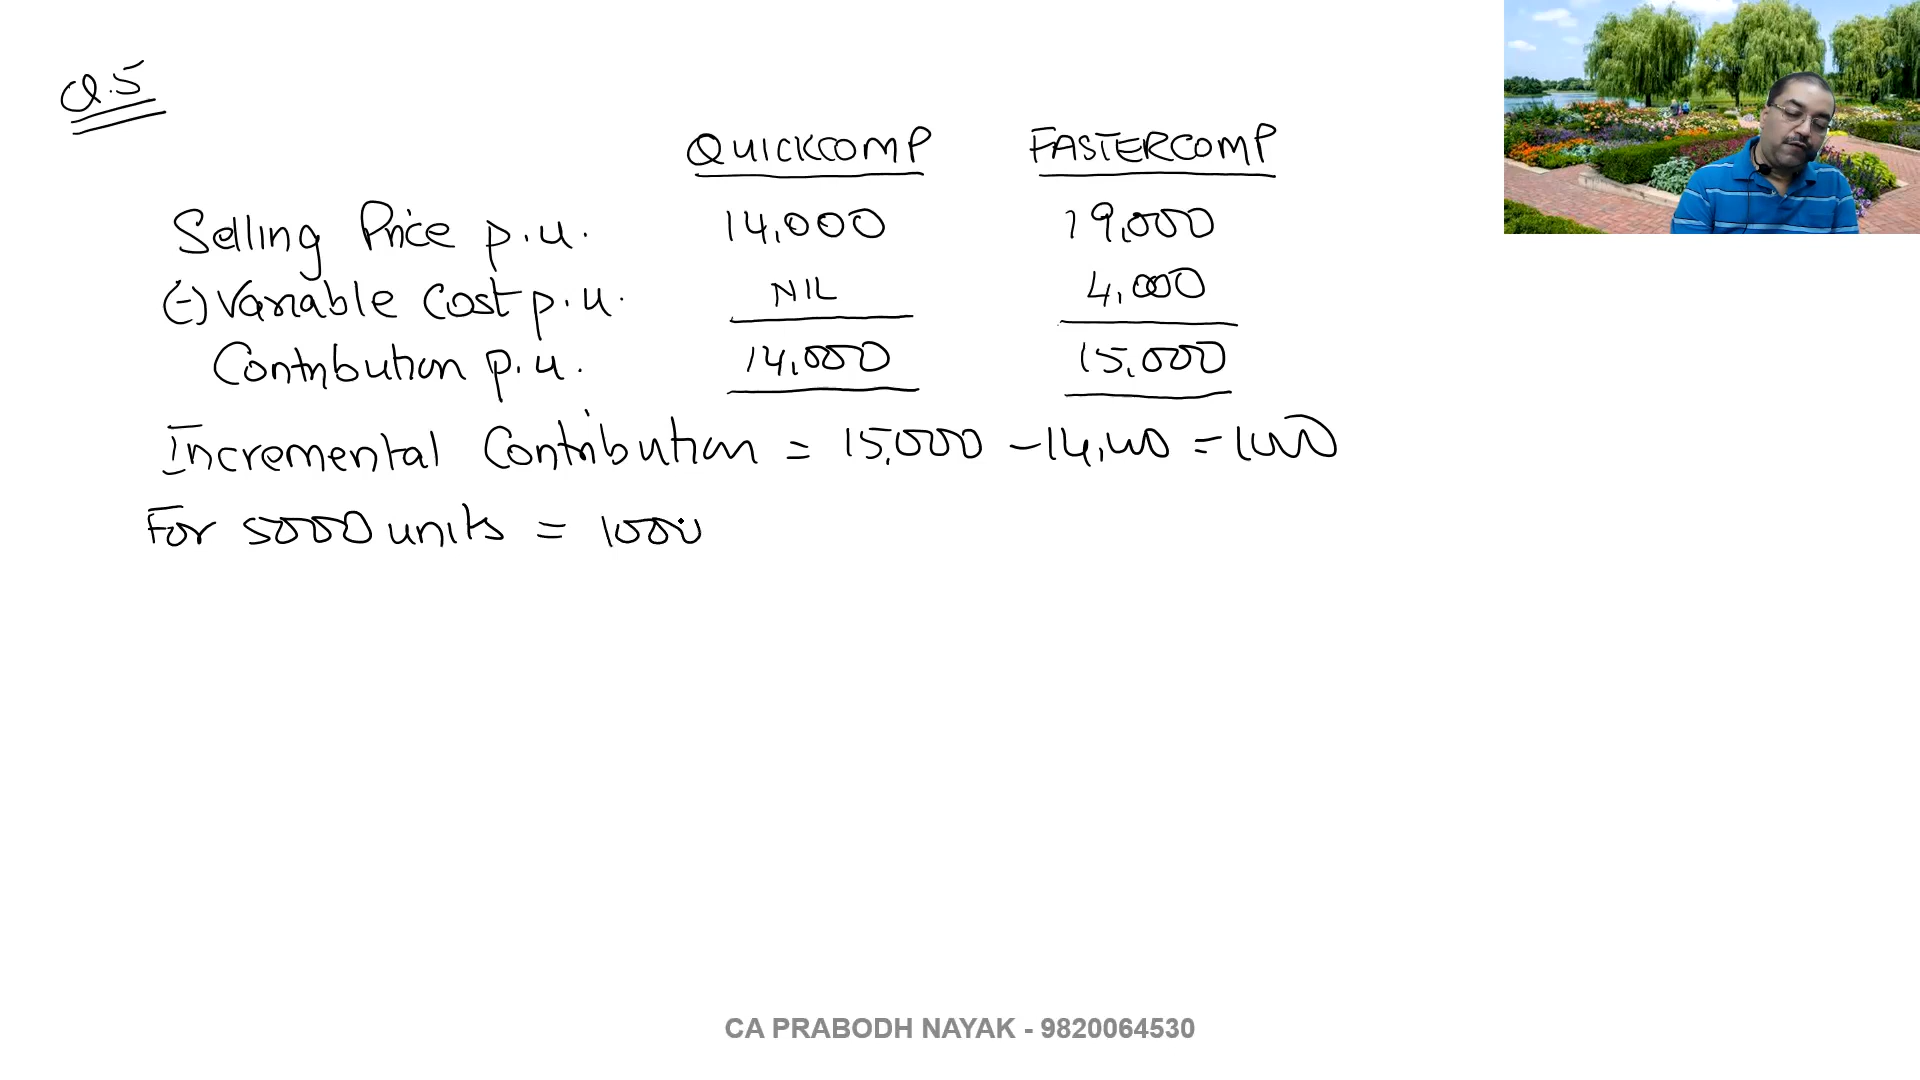 Q.5
QUICKCOMP FASTERCOMP
Selling Price p.u. 14,000 19,000
(-) Variable Cost p.u. NIL 4,000
Contribution p.u. 14,000 15,000
Incremental Contribution = 15,000 - 14,000 = 1000
For 5000 units = 1000
CA PRABODH NAYAK - 9820064530